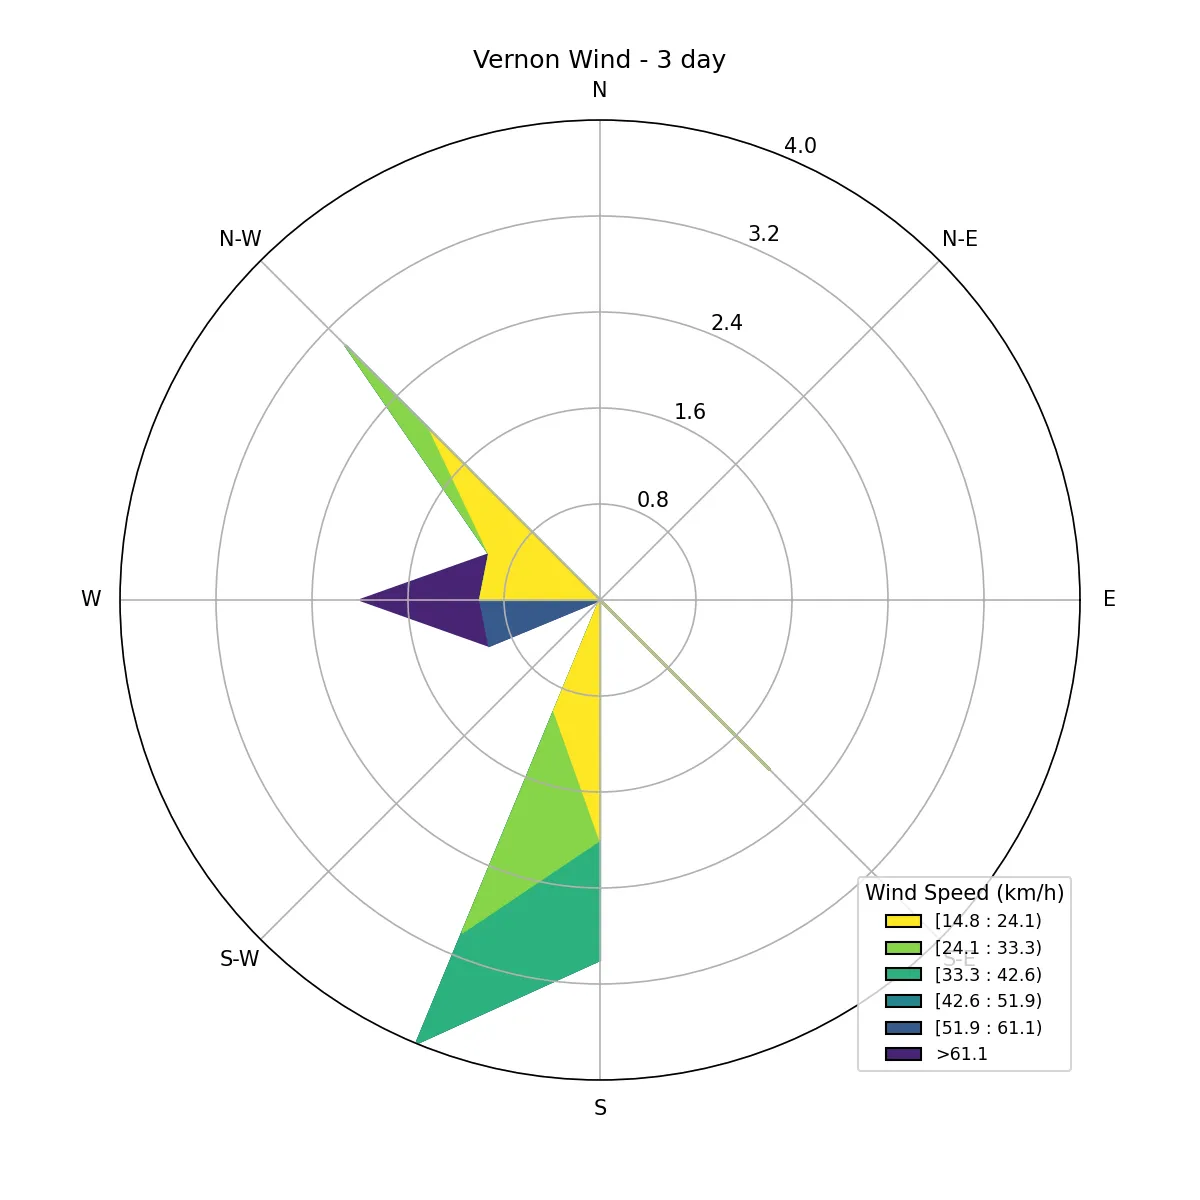 Vernon Wind - 3 day
N
4.0
3.2
N-W
N-E
2.4
1.6
0.8
W
E
Wind Speed (km/h)
[14.8 : 24.1)
[24.1 : 33.3)
S-W
S-E
[33.3 : 42.6)
[42.6 : 51.9)
[51.9 : 61.1)
>61.1
S